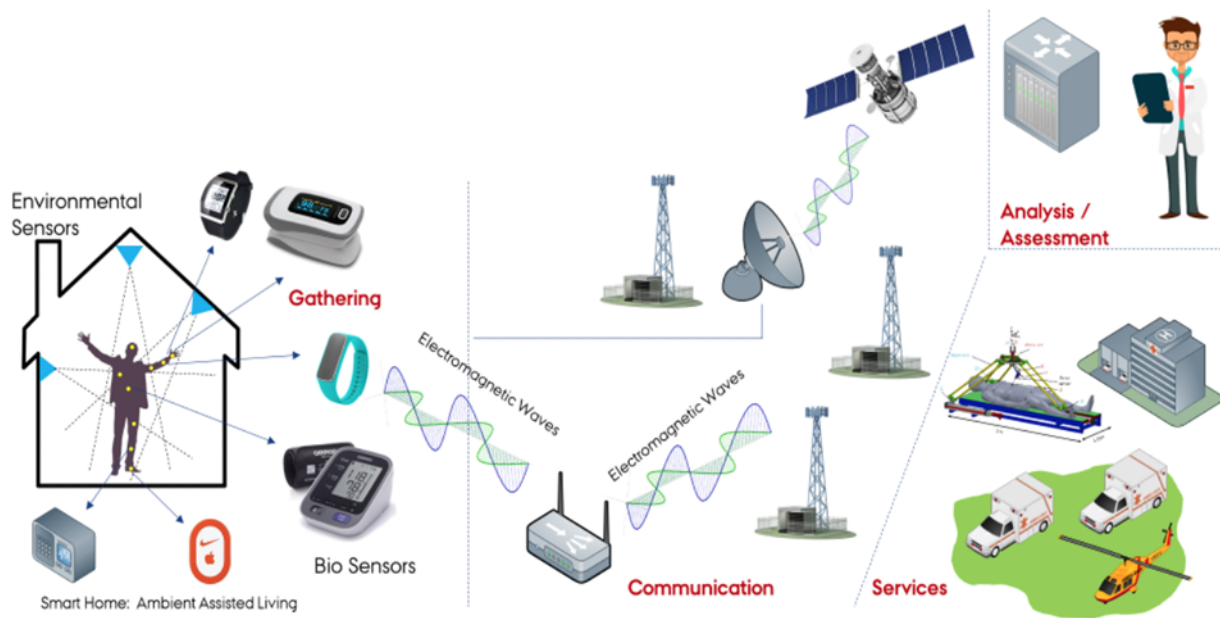 Environmental
Sensors
Gathering
Electromagnetic Waves
Electromagnetic Waves
Bio Sensors
Smart Home: Ambient Assisted Living
Communication
Analysis /
Assessment
Services